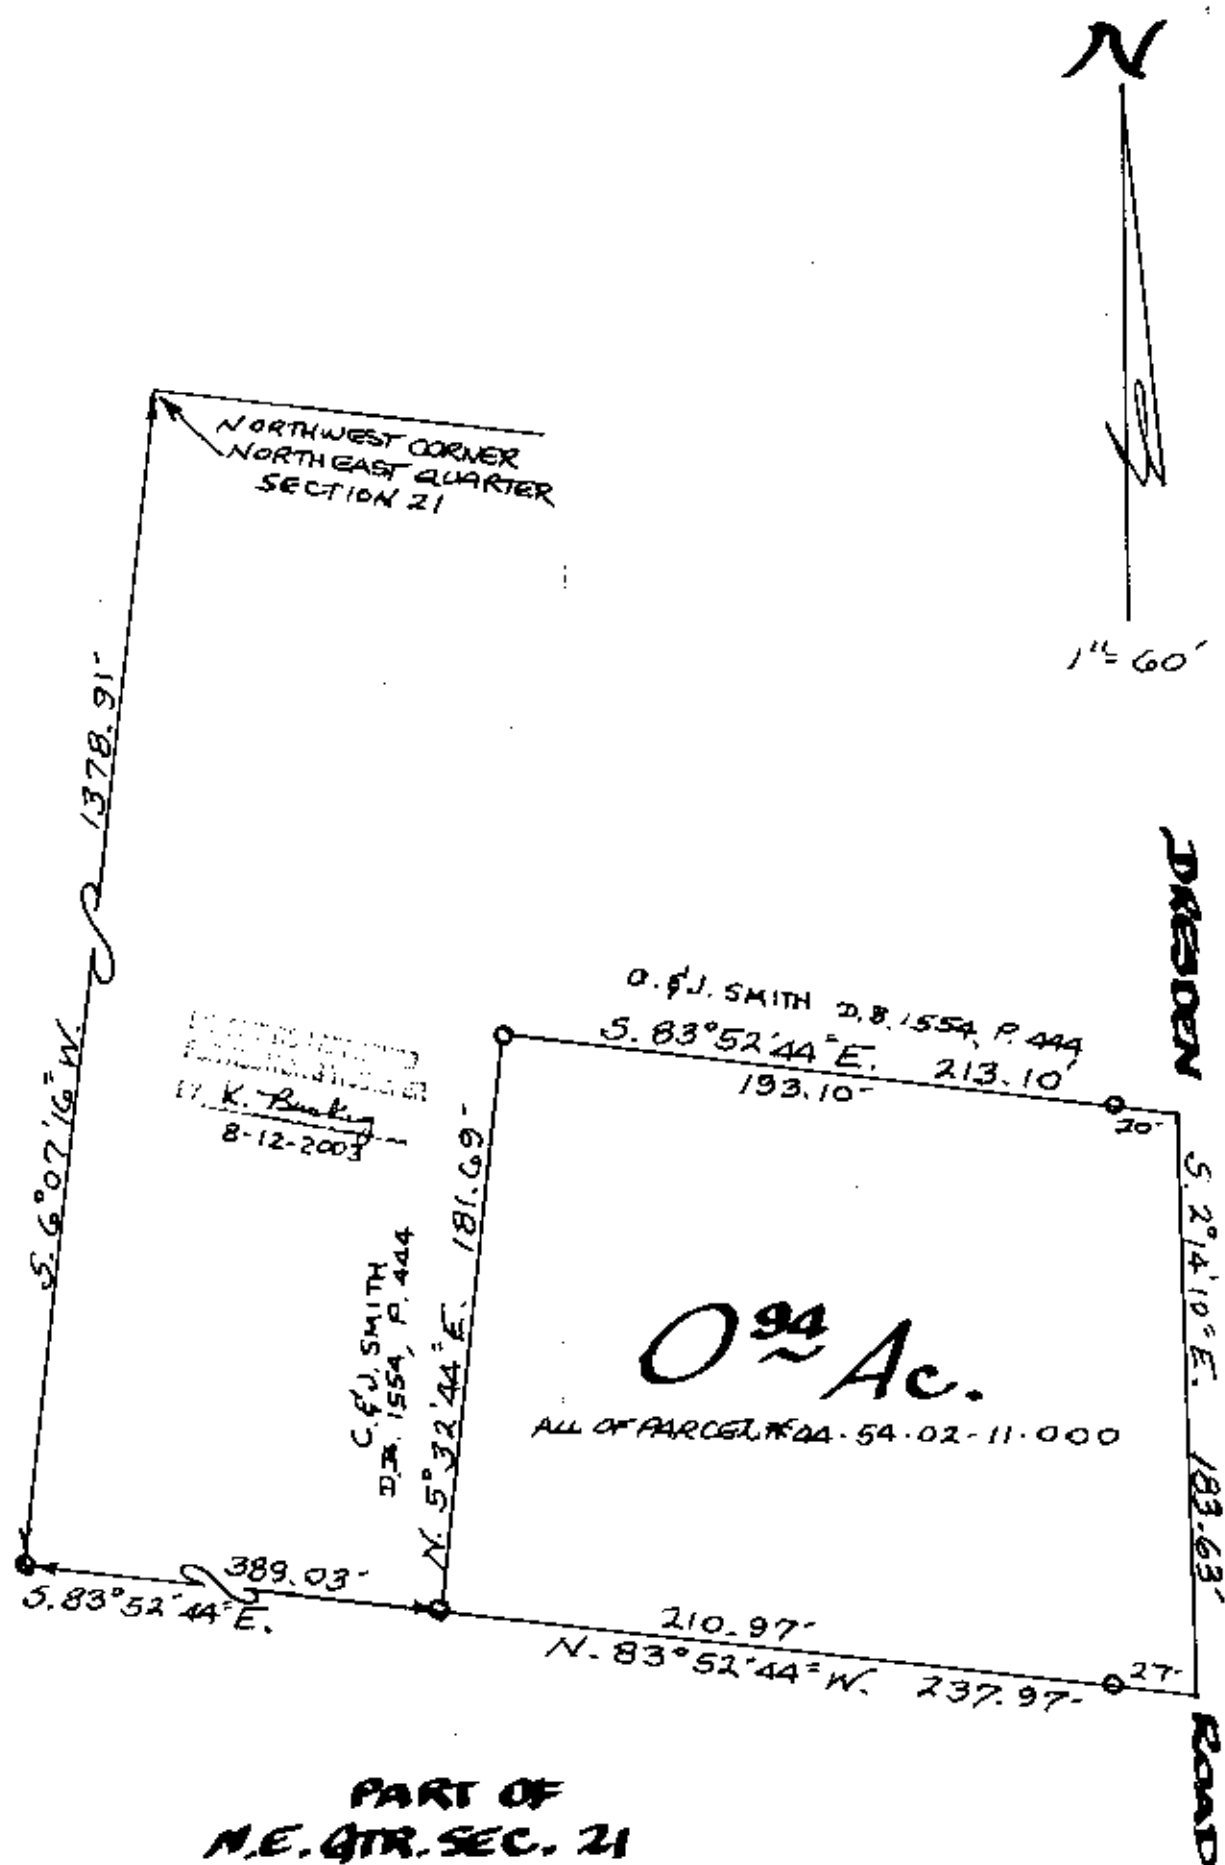 N
1"= 60'
NORTHWEST CORNER
NORTHEAST QUARTER
SECTION 21
1378.91'
S. 6°07'16" W.
DRESDEN
C. & J. SMITH D.B. 1554, P. 444
S. 83°52'44" E. 213.10'
193.10'
20'
K.
8-12-2003
N. 5°32'44" E. 181.69'
C. & J. SMITH
D.B. 1554, P. 444
S. 2°14'10" E. 183.63'
0.94 Ac.
ALL OF PARCEL # 44-54-02-11-000
389.03'
S. 83°52'44" E.
210.97'
N. 83°52'44" W. 237.97'
27'
ROAD
PART OF
N.E. QTR. SEC. 21